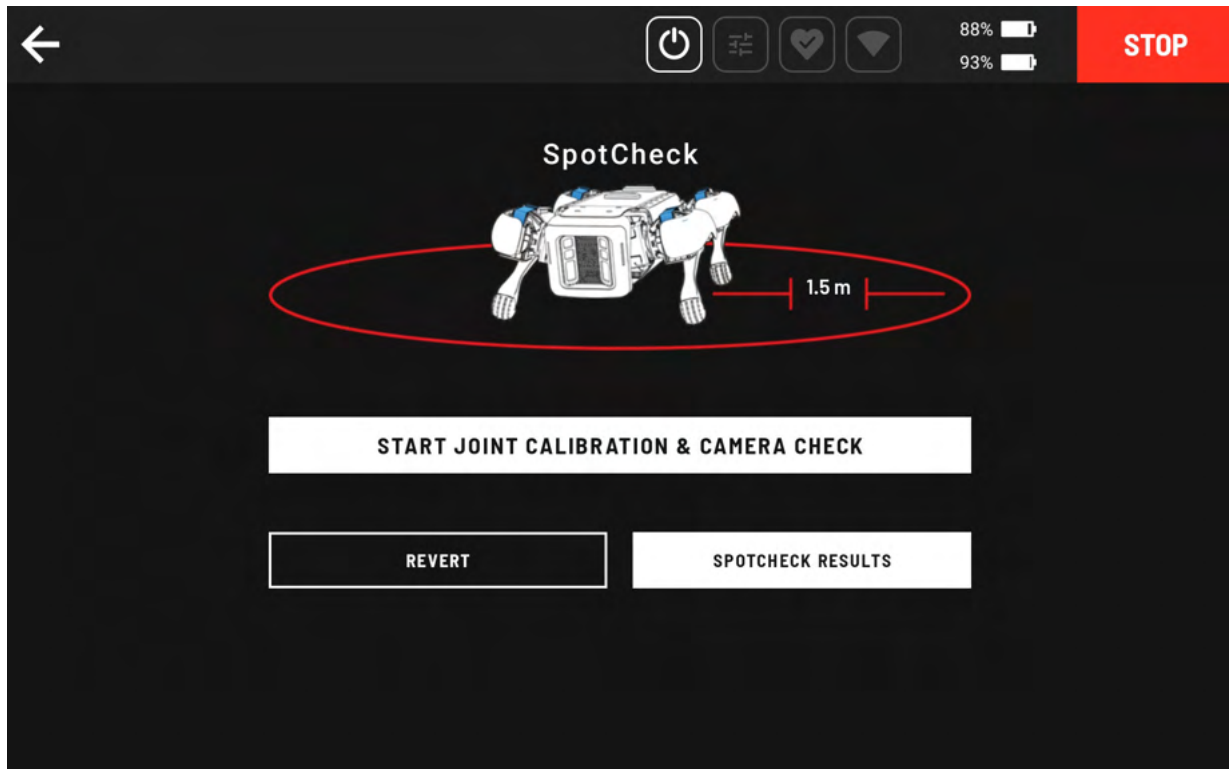 88%
93%
STOP
SpotCheck
1.5 m
START JOINT CALIBRATION & CAMERA CHECK
REVERT
SPOTCHECK RESULTS